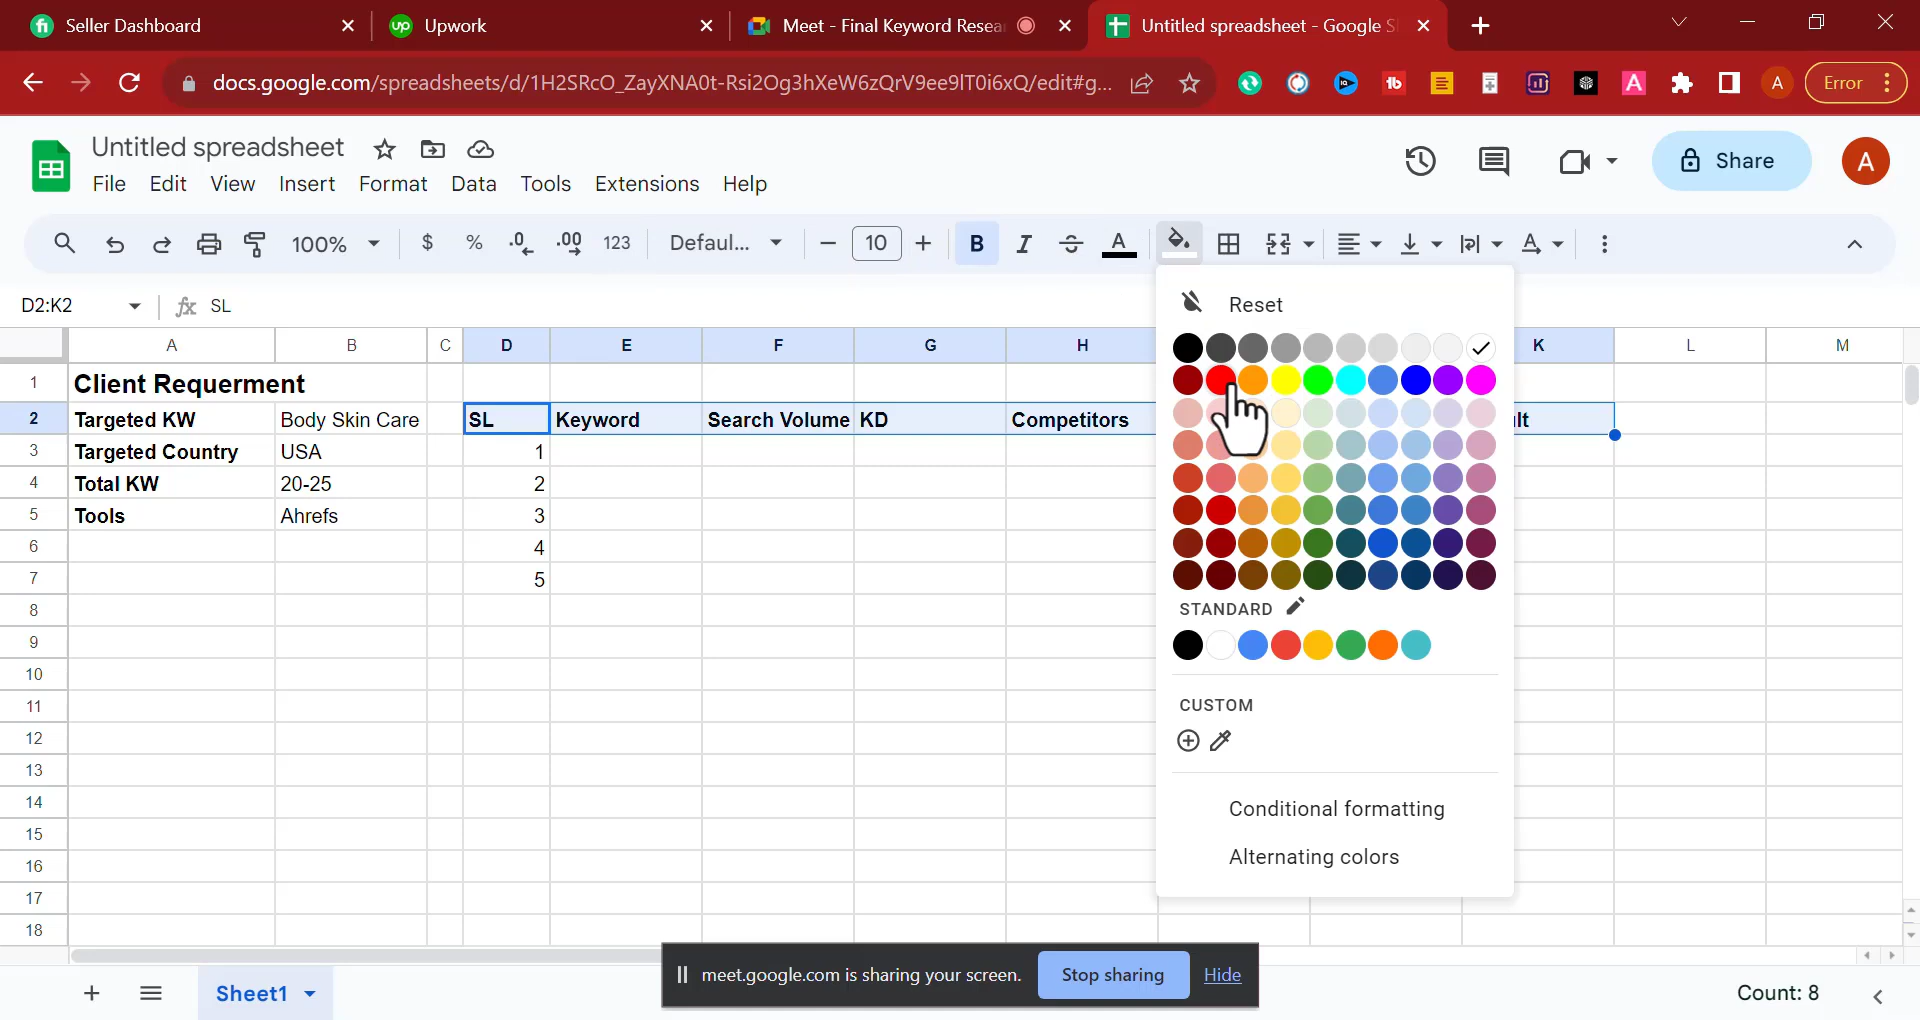 Seller Dashboard
Upwork
Meet - Final Keyword Resea
Untitled spreadsheet - Google S
docs.google.com/spreadsheets/d/1H2SRcO_ZayXNA0t-Rsi2Og3hXeW6zQrV9ee9lT0i6xQ/edit#g...
Error
Untitled spreadsheet
File Edit View Insert Format Data Tools Extensions Help
Share
A
100%
$ % .0 .00 123
Defaul...
10
B I A
D2:K2
fx SL
Reset
A B C D E F G H K L M
1 Client Requerment
2 Targeted KW Body Skin Care SL Keyword Search Volume KD Competitors lt
3 Targeted Country USA 1
4 Total KW 20-25 2
5 Tools Ahrefs 3
6 4
7 5
8
9
10
11
12
13
14
15
16
17
18
STANDARD
CUSTOM
Conditional formatting
Alternating colors
meet.google.com is sharing your screen.
Stop sharing
Hide
Sheet1
Count: 8